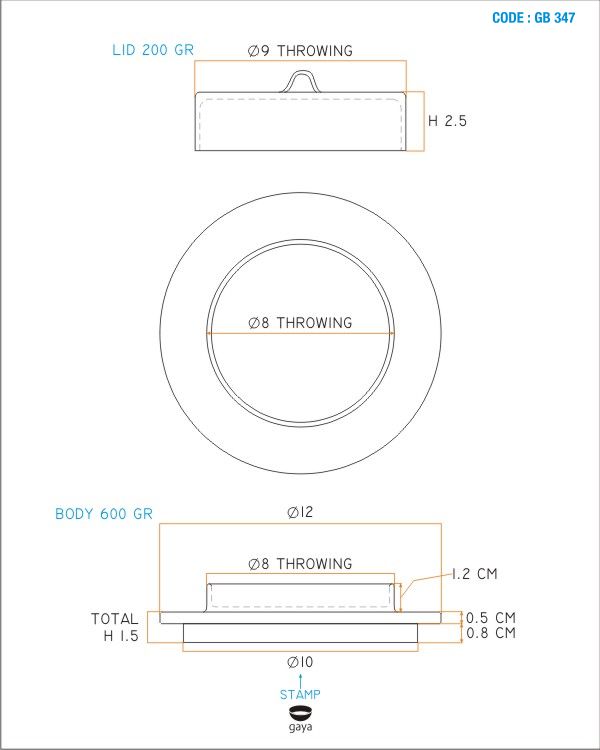 CODE : GB 347
LID 200 GR
Ø9 THROWING
H 2.5
Ø8 THROWING
BODY 600 GR
Ø12
Ø8 THROWING
1.2 CM
TOTAL
H 1.5
0.5 CM
0.8 CM
Ø10
STAMP
gaya